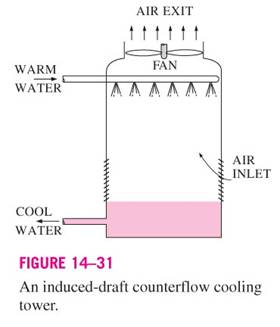 AIR EXIT
FAN
WARM
WATER
AIR
INLET
COOL
WATER
FIGURE 14–31
An induced-draft counterflow cooling
tower.